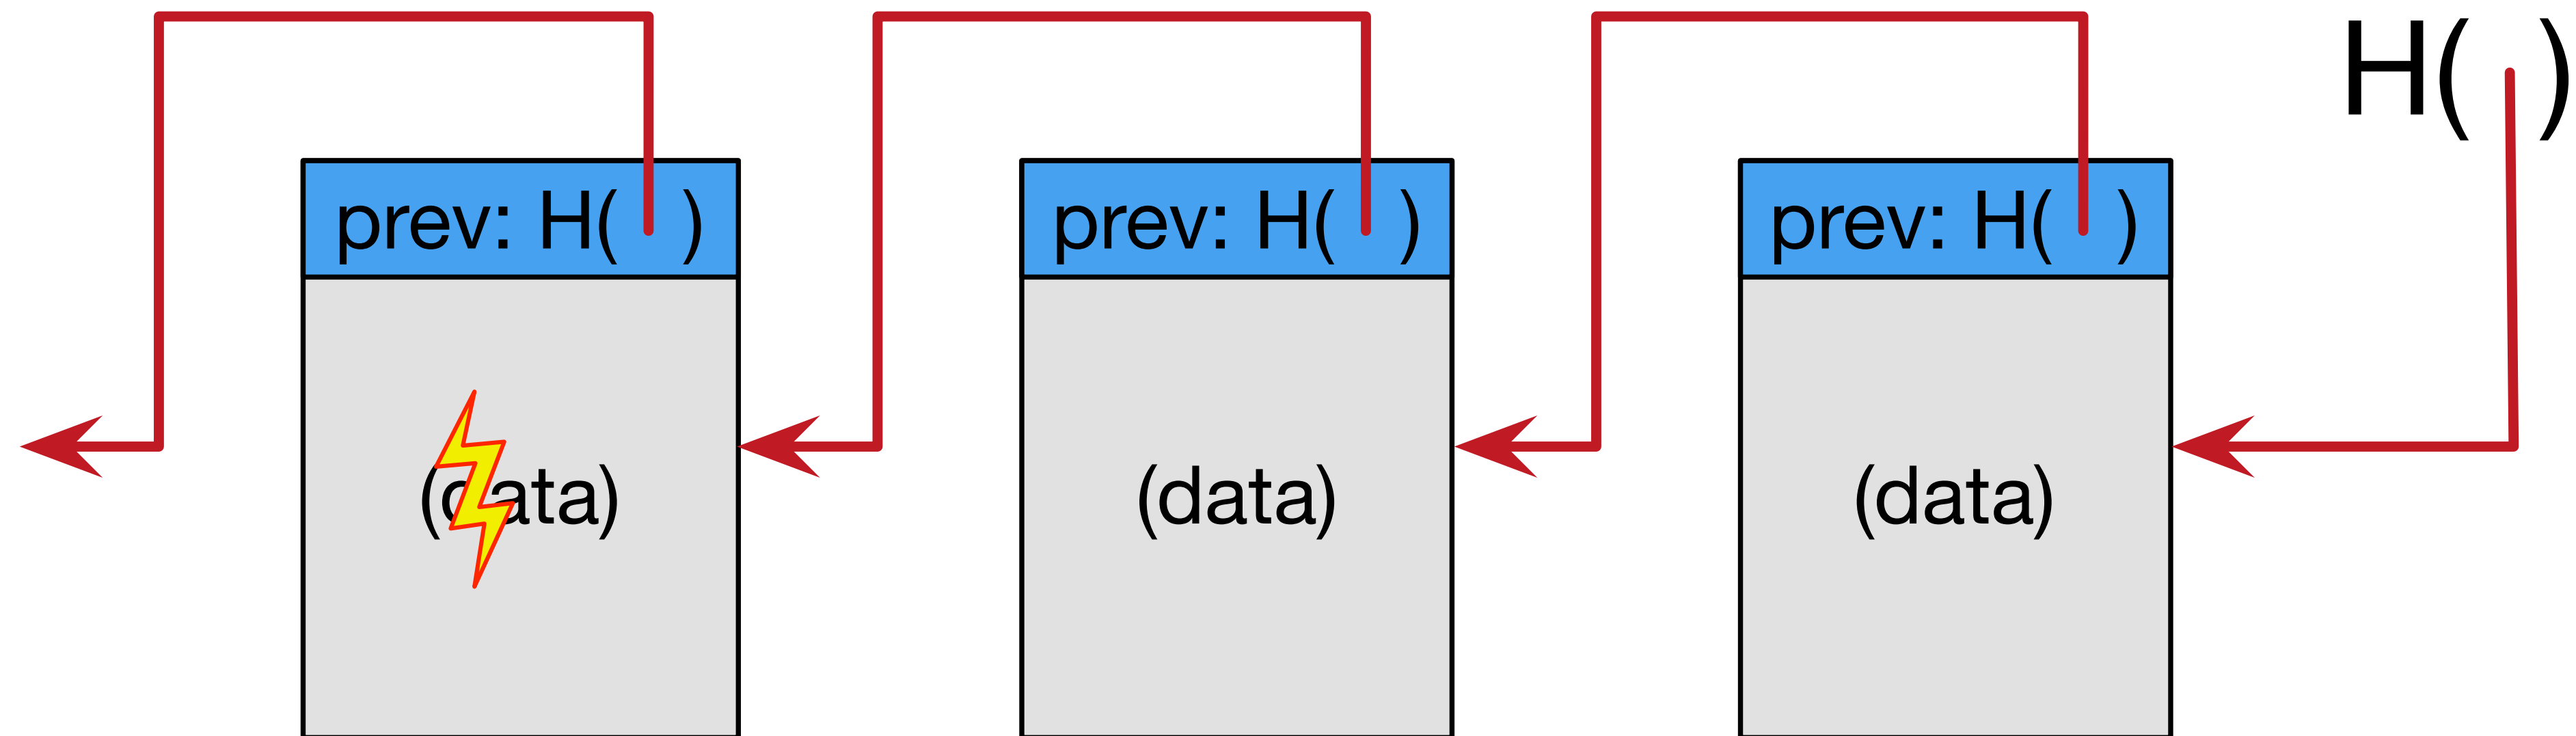 H( )
prev: H( )
prev: H( )
prev: H( )
(data)
(data)
(data)